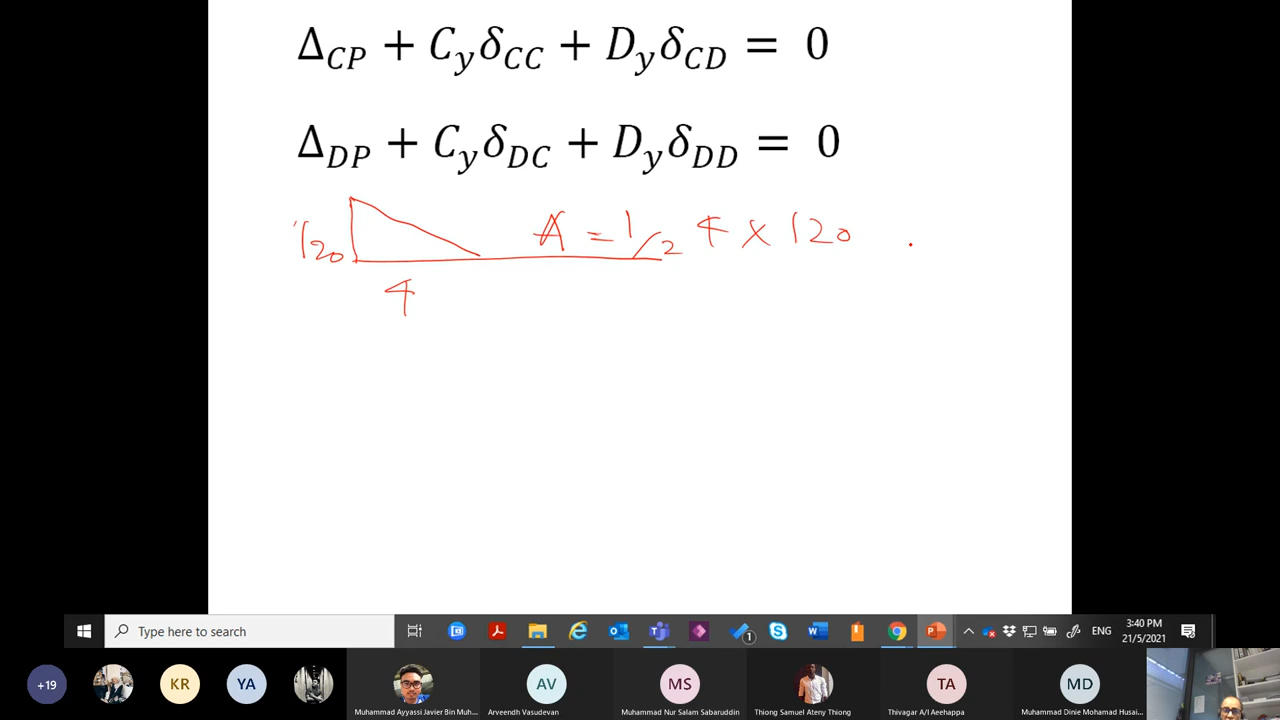 Δ_CP + C_y δ_CC + D_y δ_CD = 0
Δ_DP + C_y δ_DC + D_y δ_DD = 0
120 A = 1/2 4 × 120
4
Type here to search
1
ENG
3:40 PM
21/5/2021
+19 KR YA AV MS TA MD
Muhammad Ayyassi Javier Bin Muh... Arveendh Vasudevan Muhammad Nur Salam Sabaruddin Thiong Samuel Ateny Thiong Thivagar A/l Aeehappa Muhammad Dinie Mohamad Husai...